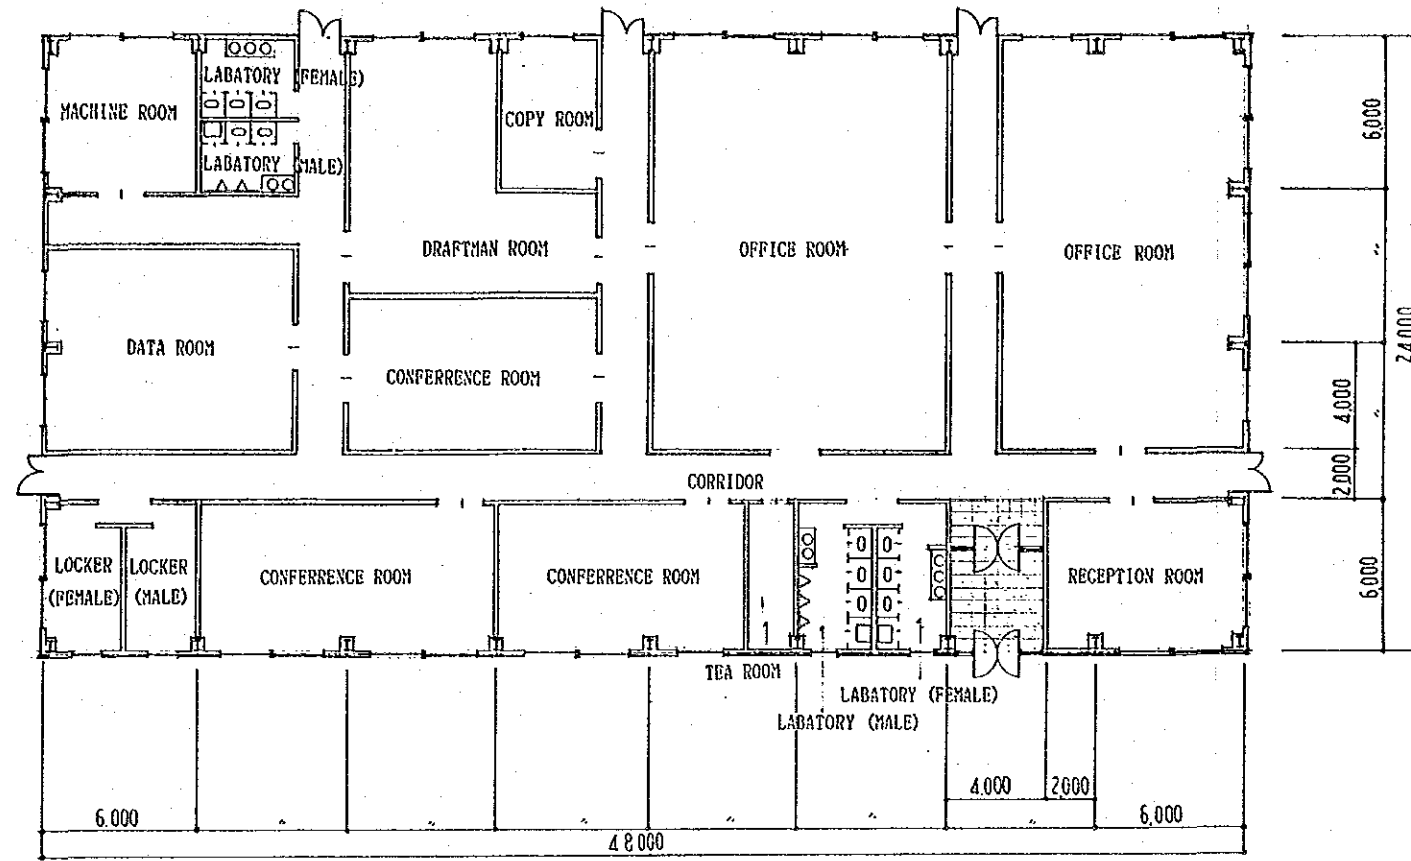 LABATORY (FEMALE)
MACHINE ROOM
COPY ROOM
LABATORY (MALE)
6,000
DRAFTMAN ROOM
OFFICE ROOM
OFFICE ROOM
DATA ROOM
CONFERRENCE ROOM
24,000
4,000
2,000
CORRIDOR
LOCKER
(FEMALE)
LOCKER
(MALE)
CONFERRENCE ROOM
CONFERRENCE ROOM
RECEPTION ROOM
6,000
TEA ROOM
LABATORY (FEMALE)
LABATORY (MALE)
4.000
2000
6.000
6,000
48000